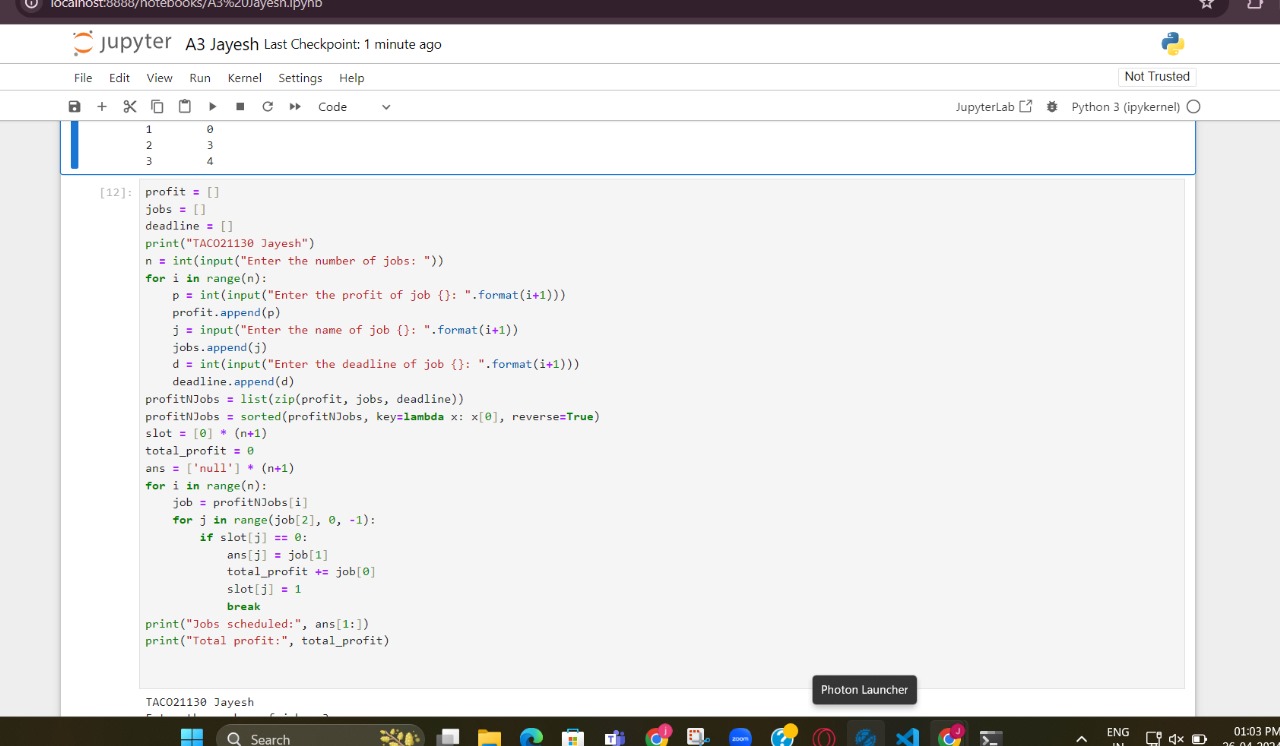 localhost:8888/notebooks/A3%20Jayesh.ipynb
jupyter A3 Jayesh Last Checkpoint: 1 minute ago
File Edit View Run Kernel Settings Help
Not Trusted
Code
JupyterLab
Python 3 (ipykernel)
1 0
2 3
3 4
[12]:
profit = []
jobs = []
deadline = []
print("TACO21130 Jayesh")
n = int(input("Enter the number of jobs: "))
for i in range(n):
    p = int(input("Enter the profit of job {}: ".format(i+1)))
    profit.append(p)
    j = input("Enter the name of job {}: ".format(i+1))
    jobs.append(j)
    d = int(input("Enter the deadline of job {}: ".format(i+1)))
    deadline.append(d)
profitNJobs = list(zip(profit, jobs, deadline))
profitNJobs = sorted(profitNJobs, key=lambda x: x[0], reverse=True)
slot = [0] * (n+1)
total_profit = 0
ans = ['null'] * (n+1)
for i in range(n):
    job = profitNJobs[i]
    for j in range(job[2], 0, -1):
        if slot[j] == 0:
            ans[j] = job[1]
            total_profit += job[0]
            slot[j] = 1
            break
print("Jobs scheduled:", ans[1:])
print("Total profit:", total_profit)
Photon Launcher
TACO21130 Jayesh
Search
zoom
ENG
01:03 PM